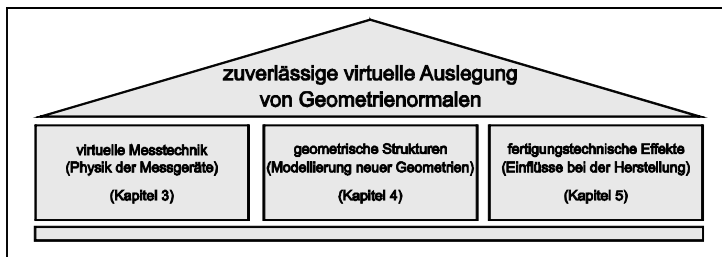 zuverlässige virtuelle Auslegung
von Geometrienormalen
virtuelle Messtechnik
(Physik der Messgeräte)
(Kapitel 3)
geometrische Strukturen
(Modellierung neuer Geometrien)
(Kapitel 4)
fertigungstechnische Effekte
(Einflüsse bei der Herstellung)
(Kapitel 5)